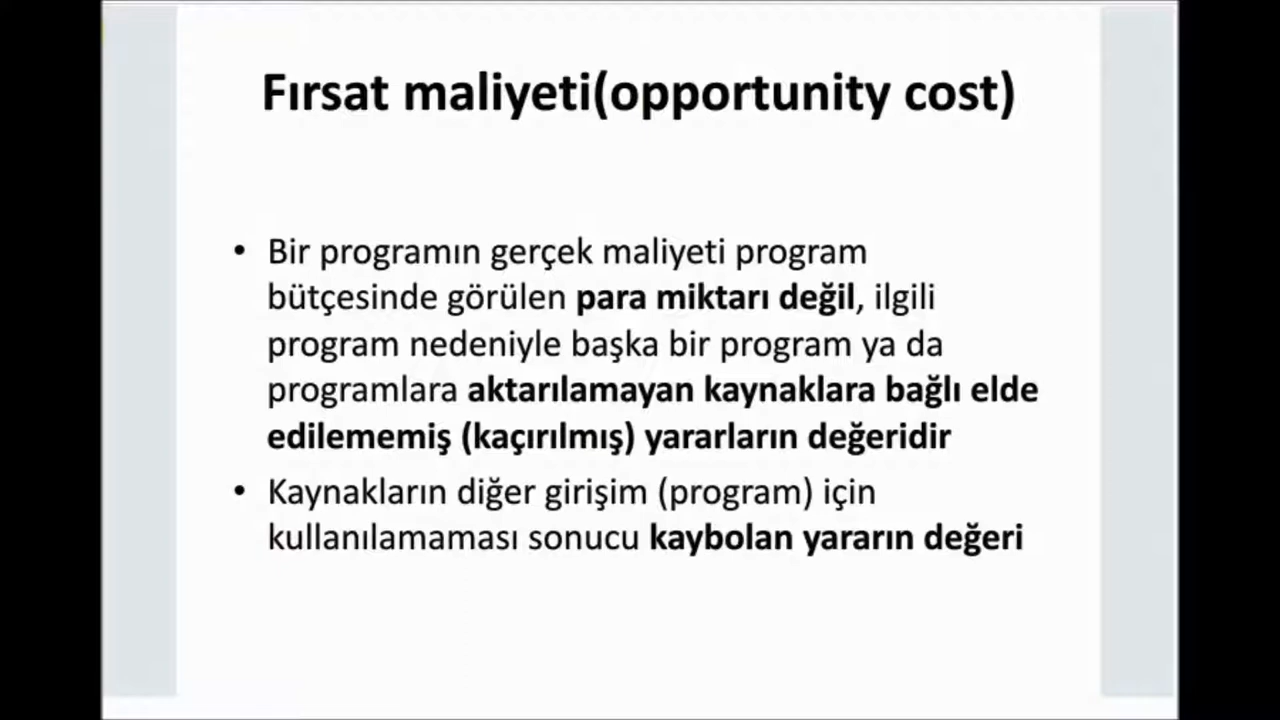 Fırsat maliyeti(opportunity cost)
• Bir programın gerçek maliyeti program
bütçesinde görülen para miktarı değil, ilgili
program nedeniyle başka bir program ya da
programlara aktarılamayan kaynaklara bağlı elde
edilememiş (kaçırılmış) yararların değeridir
• Kaynakların diğer girişim (program) için
kullanılamaması sonucu kaybolan yararın değeri